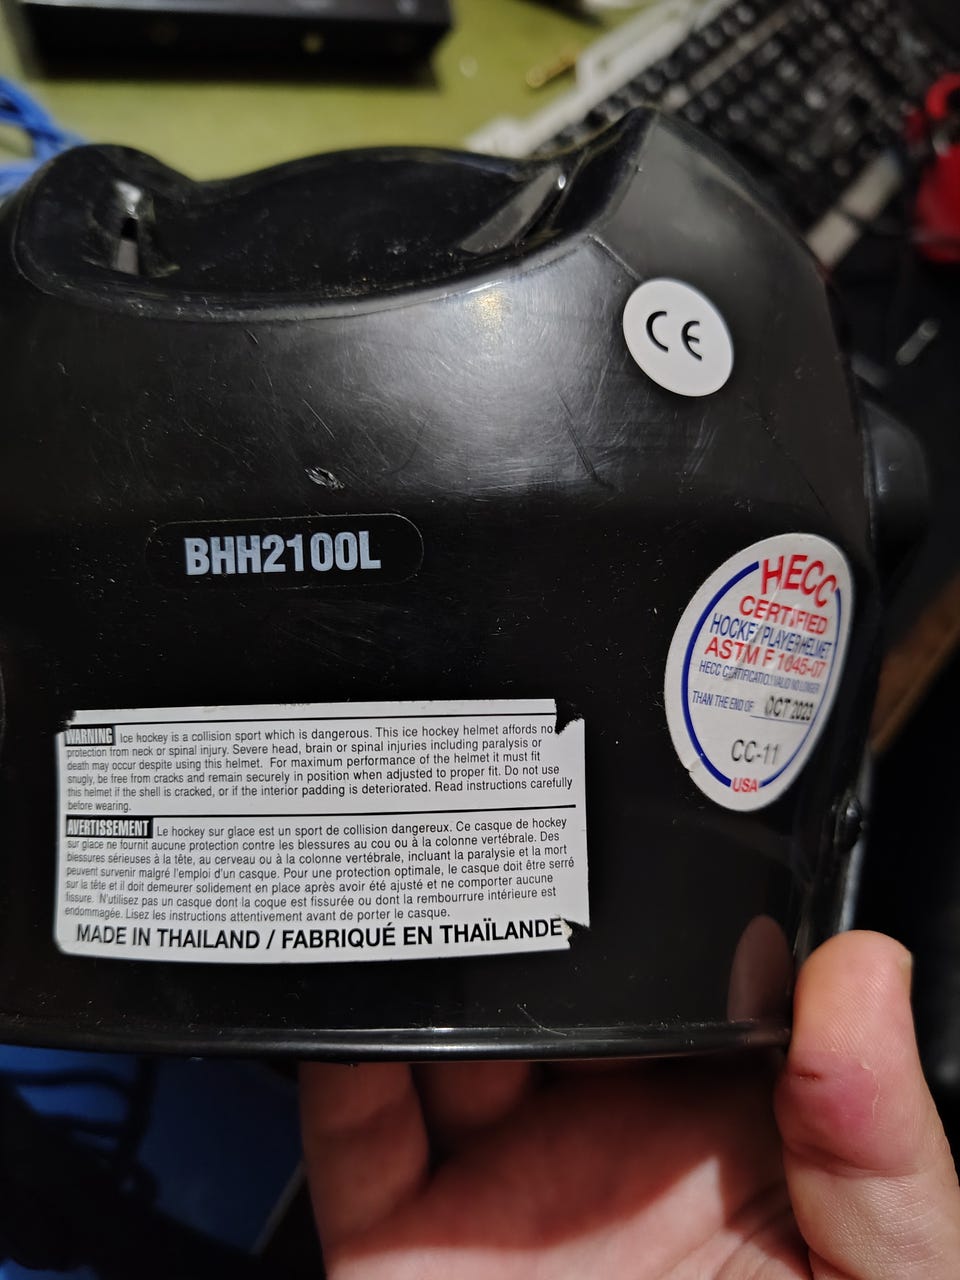 CE
BHH2100L
HECC
CERTIFIED
HOCKEY PLAYER HELMET
ASTM F 1045-07
HECC CERTIFICATION VALID NO LONGER
THAN THE END OF OCT 2023
CC-11
USA
WARNING Ice hockey is a collision sport which is dangerous. This ice hockey helmet affords no
protection from neck or spinal injury. Severe head, brain or spinal injuries including paralysis or
death may occur despite using this helmet. For maximum performance of the helmet it must fit
snugly, be free from cracks and remain securely in position when adjusted to proper fit. Do not use
this helmet if the shell is cracked, or if the interior padding is deteriorated. Read instructions carefully
before wearing.
AVERTISSEMENT Le hockey sur glace est un sport de collision dangereux. Ce casque de hockey
sur glace ne fournit aucune protection contre les blessures au cou ou à la colonne vertébrale. Des
blessures sérieuses à la tête, au cerveau ou à la colonne vertébrale, incluant la paralysie et la mort
peuvent survenir malgré l'emploi d'un casque. Pour une protection optimale, le casque doit être serré
sur la tête et il doit demeurer solidement en place après avoir été ajusté et ne comporter aucune
fissure. N'utilisez pas un casque dont la coque est fissurée ou dont la rembourrure intérieure est
endommagée. Lisez les instructions attentivement avant de porter le casque.
MADE IN THAILAND / FABRIQUÉ EN THAÏLANDE